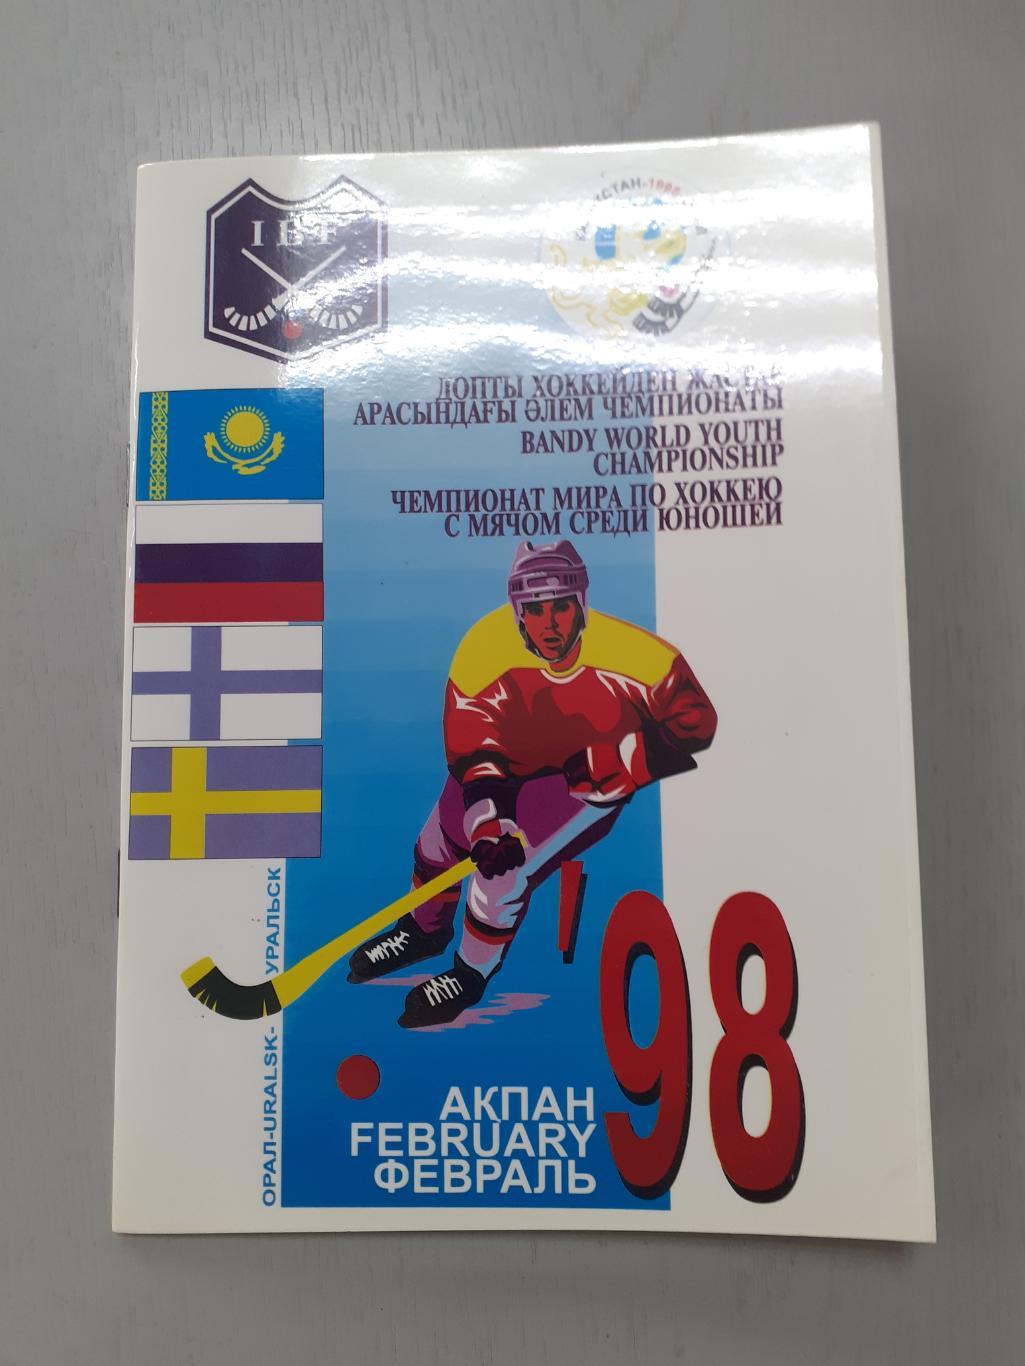 IBF
ДОПТЫ ХОККЕЙДЕН ЖАСТАР
АРАСЫНДАҒЫ ӘЛЕМ ЧЕМПИОНАТЫ
BANDY WORLD YOUTH
CHAMPIONSHIP
ЧЕМПИОНАТ МИРА ПО ХОККЕЮ
С МЯЧОМ СРЕДИ ЮНОШЕЙ
ОРАЛ-URALSK- УРАЛЬСК
'98
АКПАН
FEBRUARY
ФЕВРАЛЬ